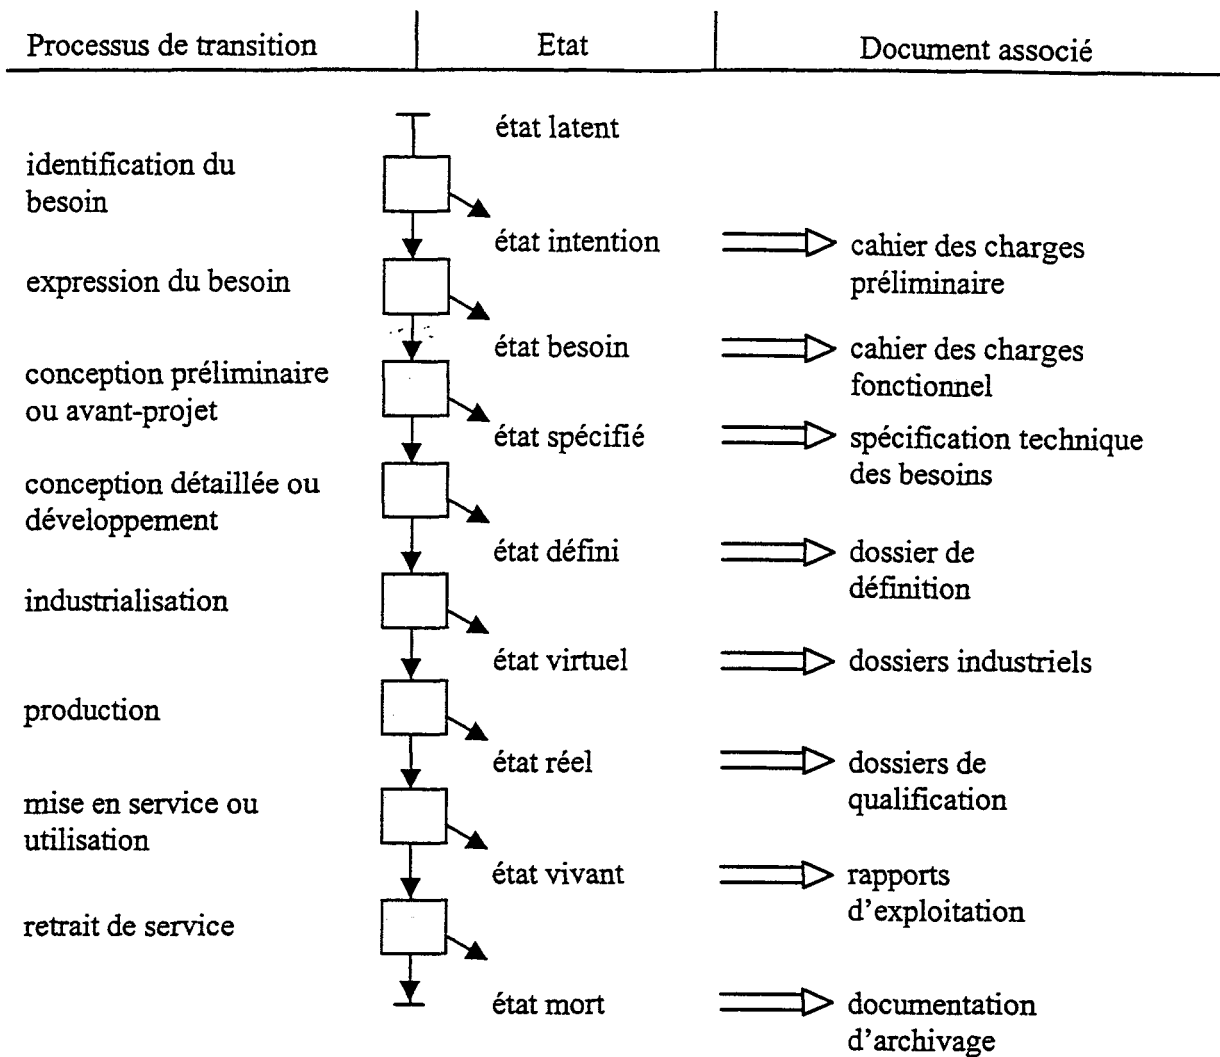 Processus de transition Etat Document associé
état latent
identification du
besoin
état intention cahier des charges
préliminaire
expression du besoin
état besoin cahier des charges
fonctionnel
conception préliminaire
ou avant-projet
état spécifié spécification technique
des besoins
conception détaillée ou
développement
état défini dossier de
définition
industrialisation
état virtuel dossiers industriels
production
état réel dossiers de
qualification
mise en service ou
utilisation
état vivant rapports
d'exploitation
retrait de service
état mort documentation
d'archivage